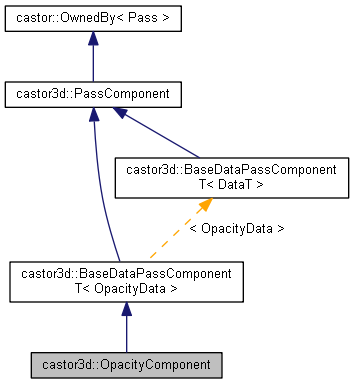 castor::OwnedBy< Pass >
castor3d::PassComponent
castor3d::BaseDataPassComponent
T< DataT >
< OpacityData >
castor3d::BaseDataPassComponent
T< OpacityData >
castor3d::OpacityComponent